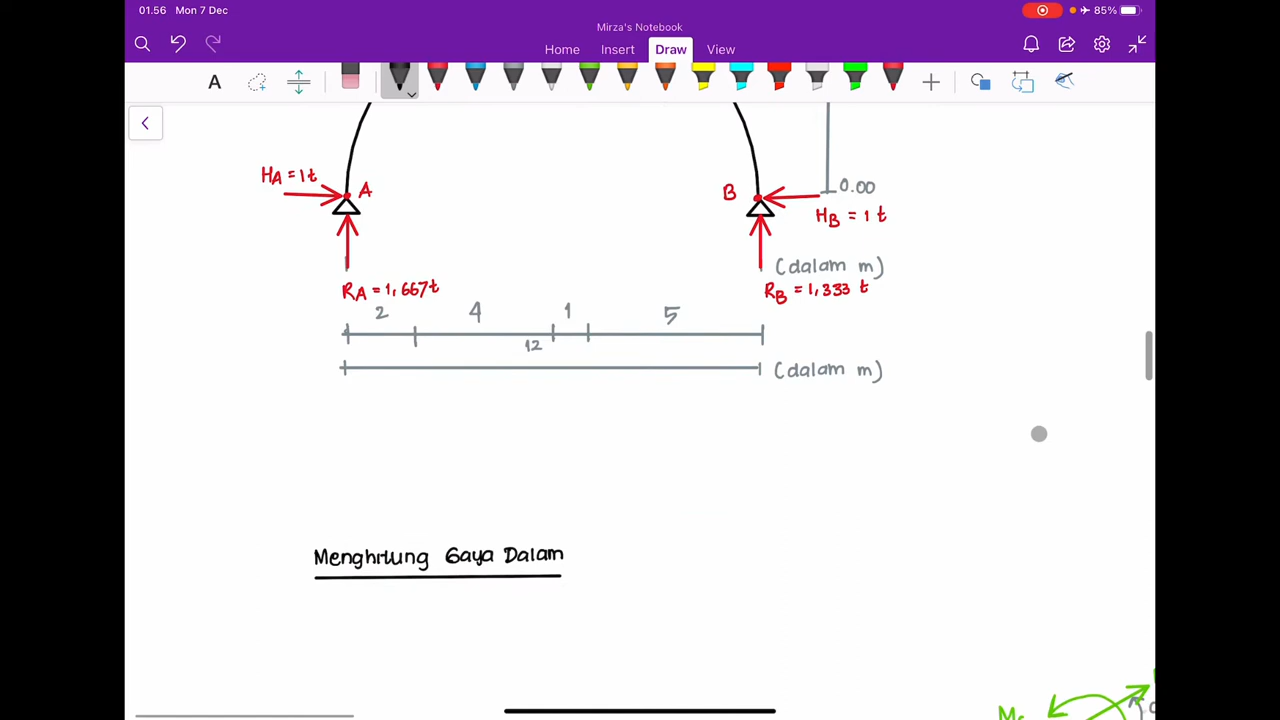 01.56 Mon 7 Dec
85%
Mirza's Notebook
Home Insert Draw View
A
HA = 1 t
A
B
0.00
HB = 1 t
(dalam m)
RA = 1,667 t
RB = 1,333 t
2 4 1 5
12
(dalam m)
Menghitung Gaya Dalam